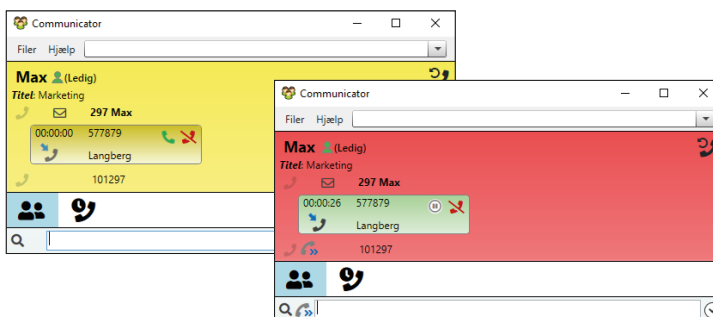 Communicator
Filer Hjælp
Max (Ledig)
Titel: Marketing
297 Max
00:00:00 577879
Langberg
101297
Communicator
Filer Hjælp
Max (Ledig)
Titel: Marketing
297 Max
00:00:26 577879
Langberg
101297